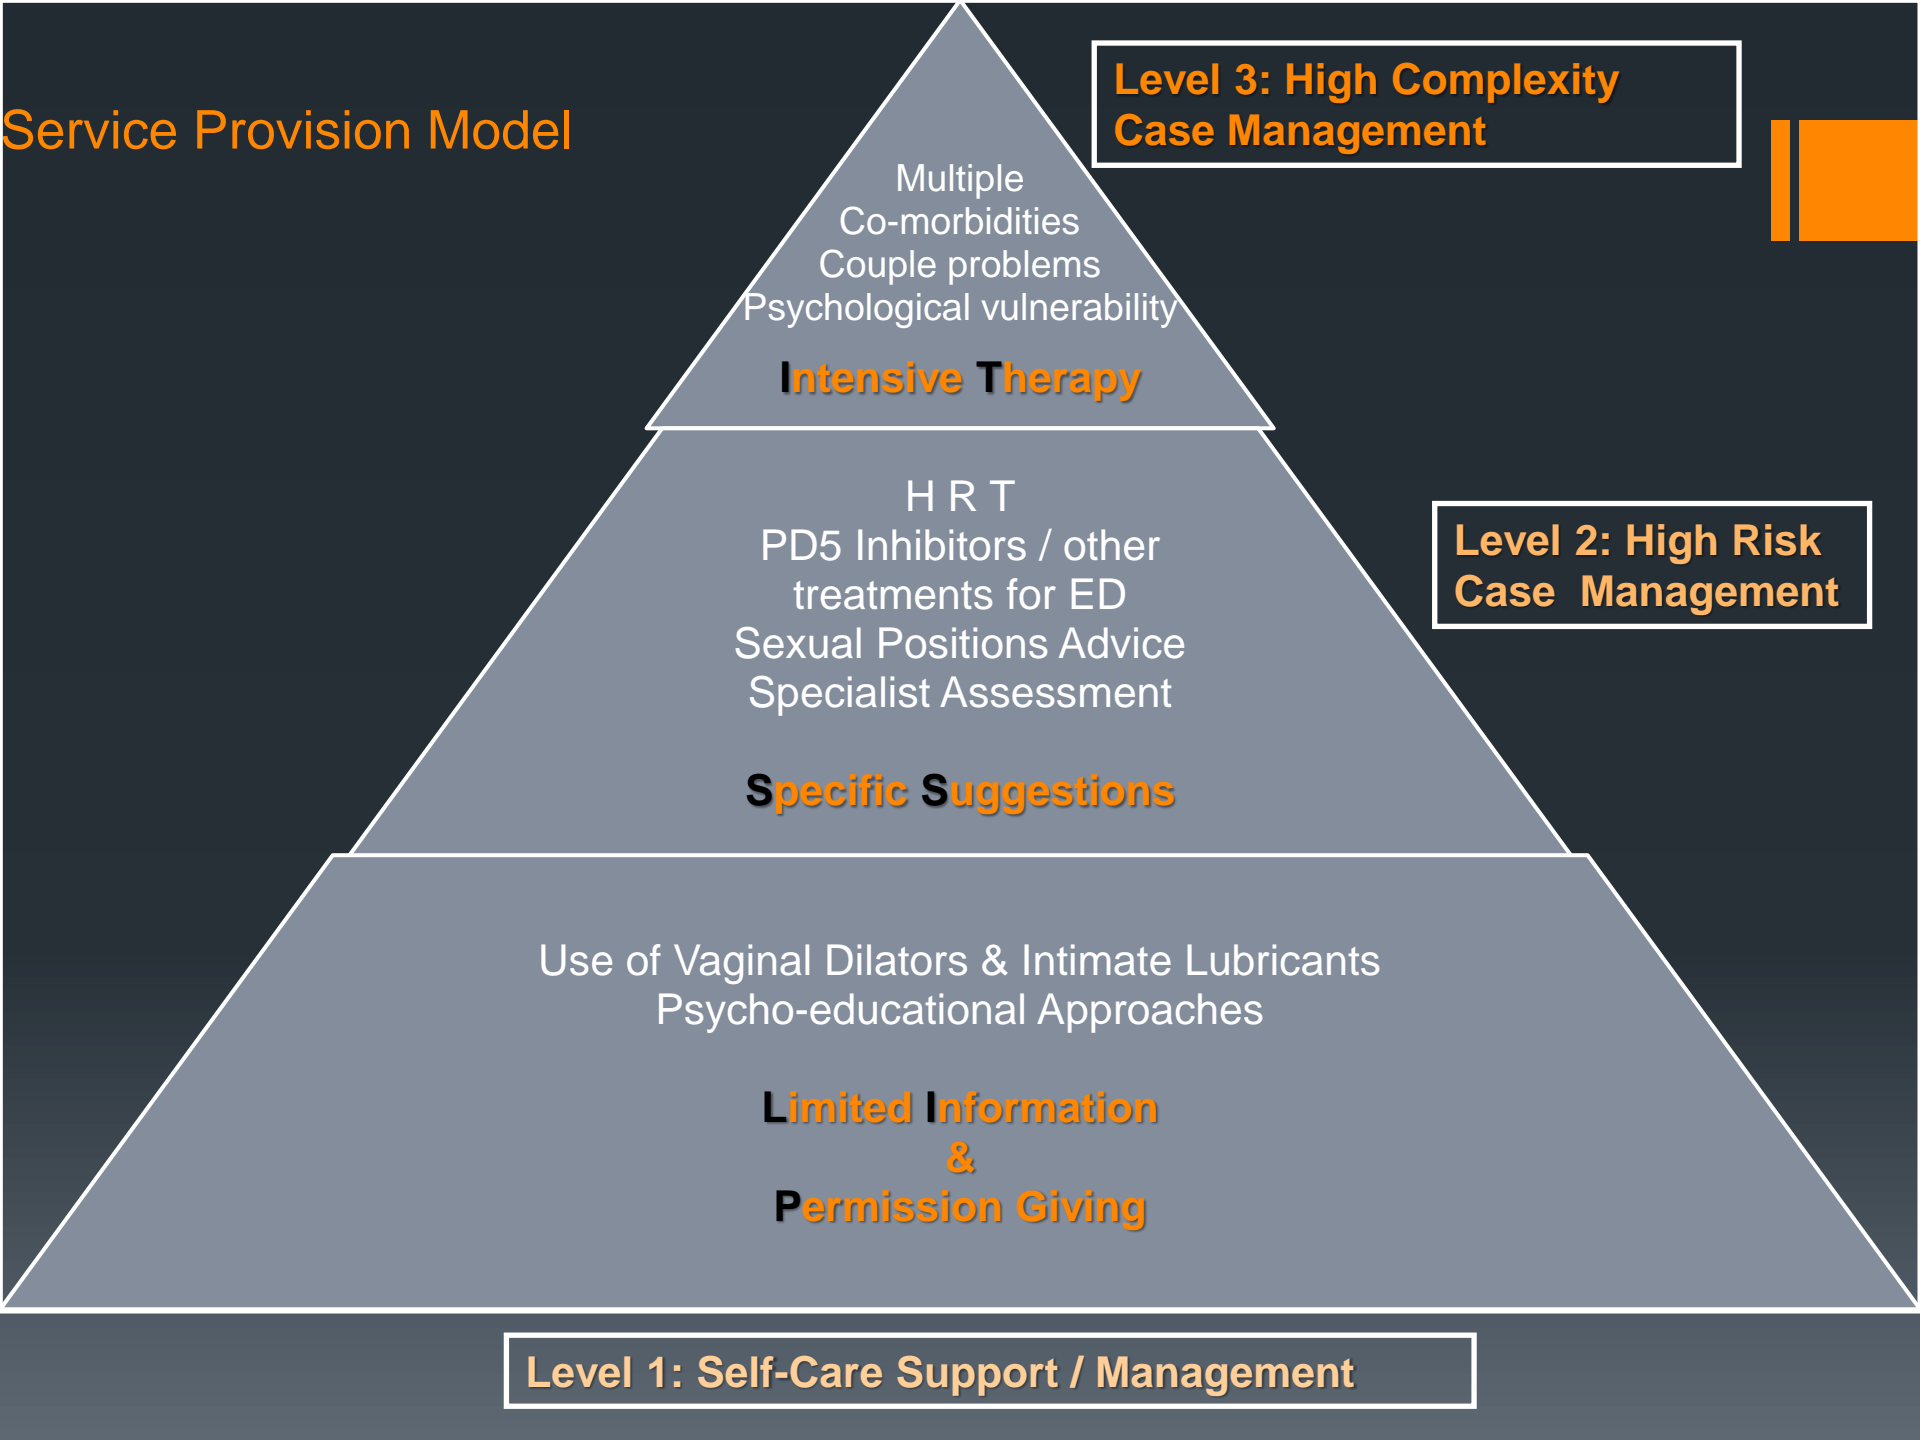 Service Provision Model
Level 3: High Complexity
Case Management
Multiple
Co-morbidities
Couple problems
Psychological vulnerability
Intensive Therapy
H R T
PD5 Inhibitors / other
treatments for ED
Sexual Positions Advice
Specialist Assessment
Specific Suggestions
Level 2: High Risk
Case Management
Use of Vaginal Dilators & Intimate Lubricants
Psycho-educational Approaches
Limited Information
&
Permission Giving
Level 1: Self-Care Support / Management